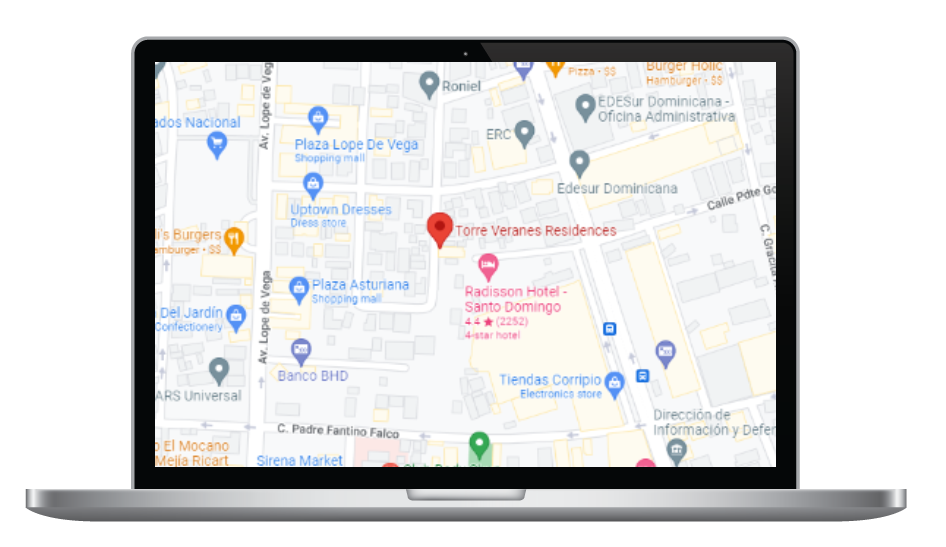 Pizza · $$
Burger Holic
Hamburger · $$
Roniel
Av. Lope de Veg
EDESur Dominicana -
Oficina Administrativa
ados Nacional
ERC
Plaza Lope De Vega
Shopping mall
Edesur Dominicana
Calle Pdte Go
Uptown Dresses
Dress store
Torre Veranes Residences
C. Gracita
i's Burgers
amburger · $$
Plaza Asturiana
Shopping mall
Radisson Hotel -
Santo Domingo
4.4 ★ (2252)
4-star hotel
Av. Lope de Vega
Del Jardín
Confectionery
Banco BHD
ARS Universal
Tiendas Corripio
Electronics store
Dirección de
Información y Defen
C. Padre Fantino Falco
o El Mocano
Mejía Ricart
Sirena Market